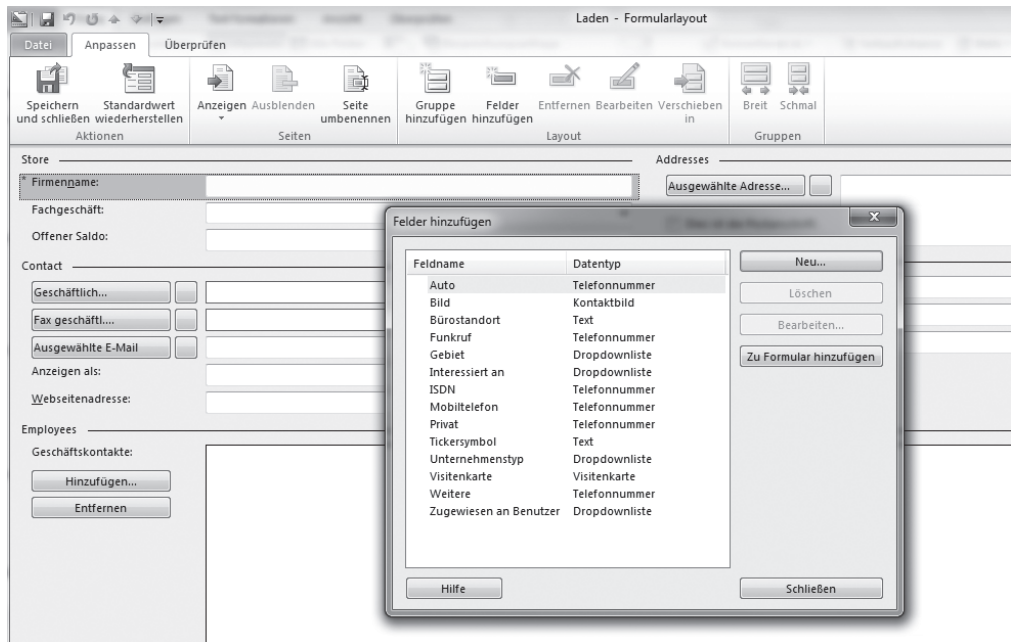 Laden - Formularlayout
Datei Anpassen Überprüfen
Speichern und schließen
Standardwert wiederherstellen
Aktionen
Anzeigen Ausblenden
Seite umbenennen
Seiten
Gruppe hinzufügen
Felder hinzufügen
Entfernen Bearbeiten
Verschieben in
Layout
Breit Schmal
Gruppen
Store
* Firmenname:
Fachgeschäft:
Offener Saldo:
Contact
Geschäftlich...
Fax geschäftl....
Ausgewählte E-Mail
Anzeigen als:
Webseitenadresse:
Employees
Geschäftskontakte:
Hinzufügen...
Entfernen
Addresses
Ausgewählte Adresse...
Felder hinzufügen
Feldname Datentyp
Auto Telefonnummer
Bild Kontaktbild
Bürostandort Text
Funkruf Telefonnummer
Gebiet Dropdownliste
Interessiert an Dropdownliste
ISDN Telefonnummer
Mobiltelefon Telefonnummer
Privat Telefonnummer
Tickersymbol Text
Unternehmenstyp Dropdownliste
Visitenkarte Visitenkarte
Weitere Telefonnummer
Zugewiesen an Benutzer Dropdownliste
Neu...
Löschen
Bearbeiten...
Zu Formular hinzufügen
Hilfe
Schließen